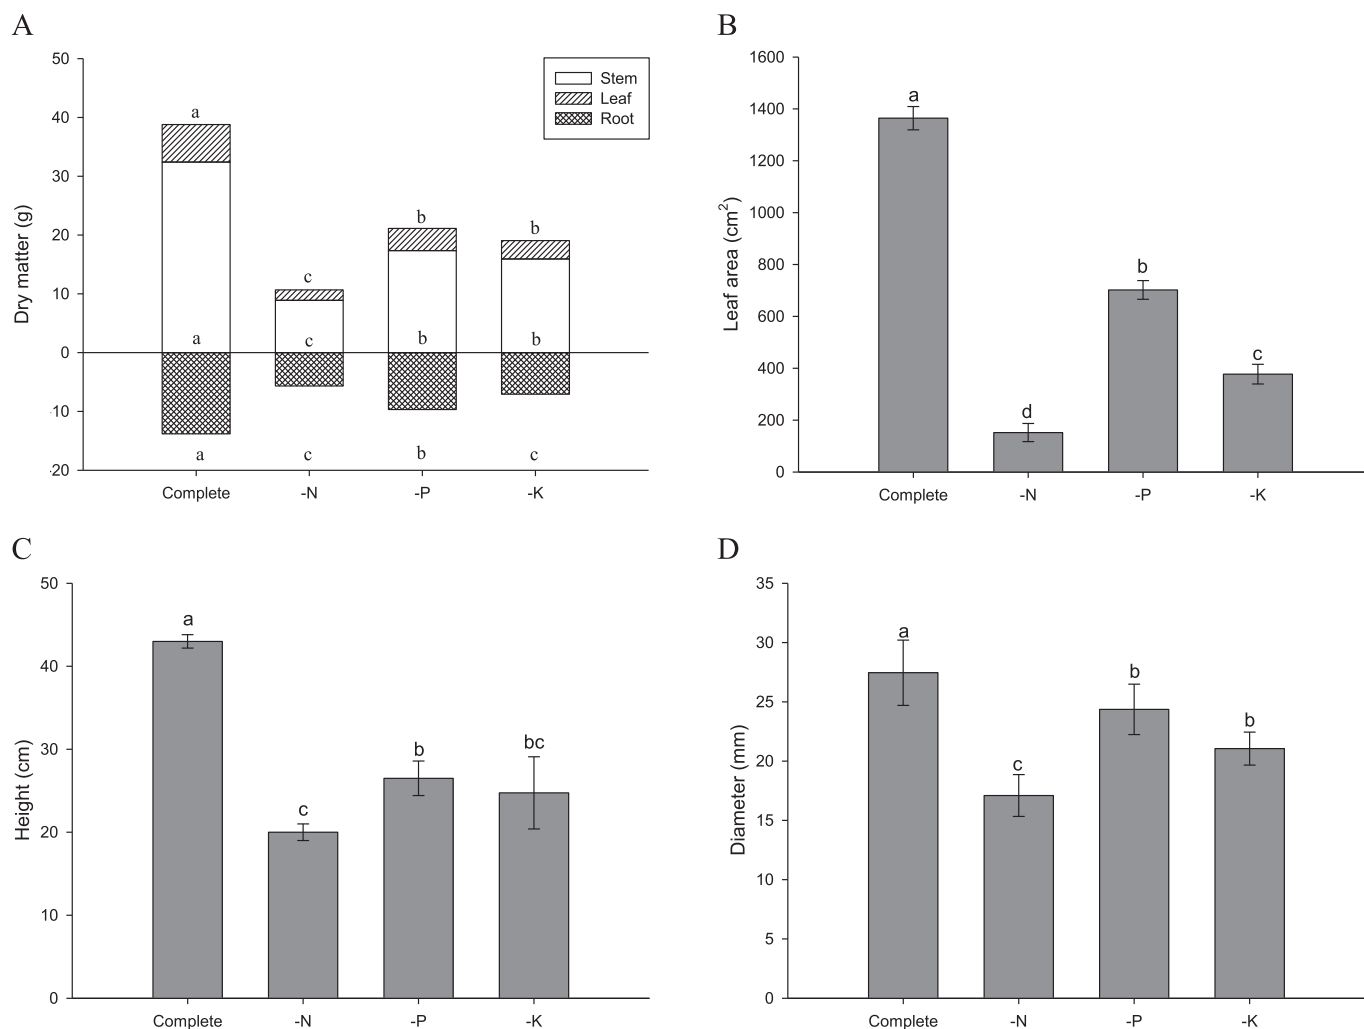 A
50
40
30
20
10
0
-10
-20
Dry matter (g)
Stem
Leaf
Root
a
c
b
b
a
c
b
b
a
c
b
c
Complete
-N
-P
-K
B
1600
1400
1200
1000
800
600
400
200
0
Leaf area (cm²)
a
d
b
c
Complete
-N
-P
-K
C
50
40
30
20
10
0
Height (cm)
a
c
b
bc
Complete
-N
-P
-K
D
35
30
25
20
15
10
5
0
Diameter (mm)
a
c
b
b
Complete
-N
-P
-K